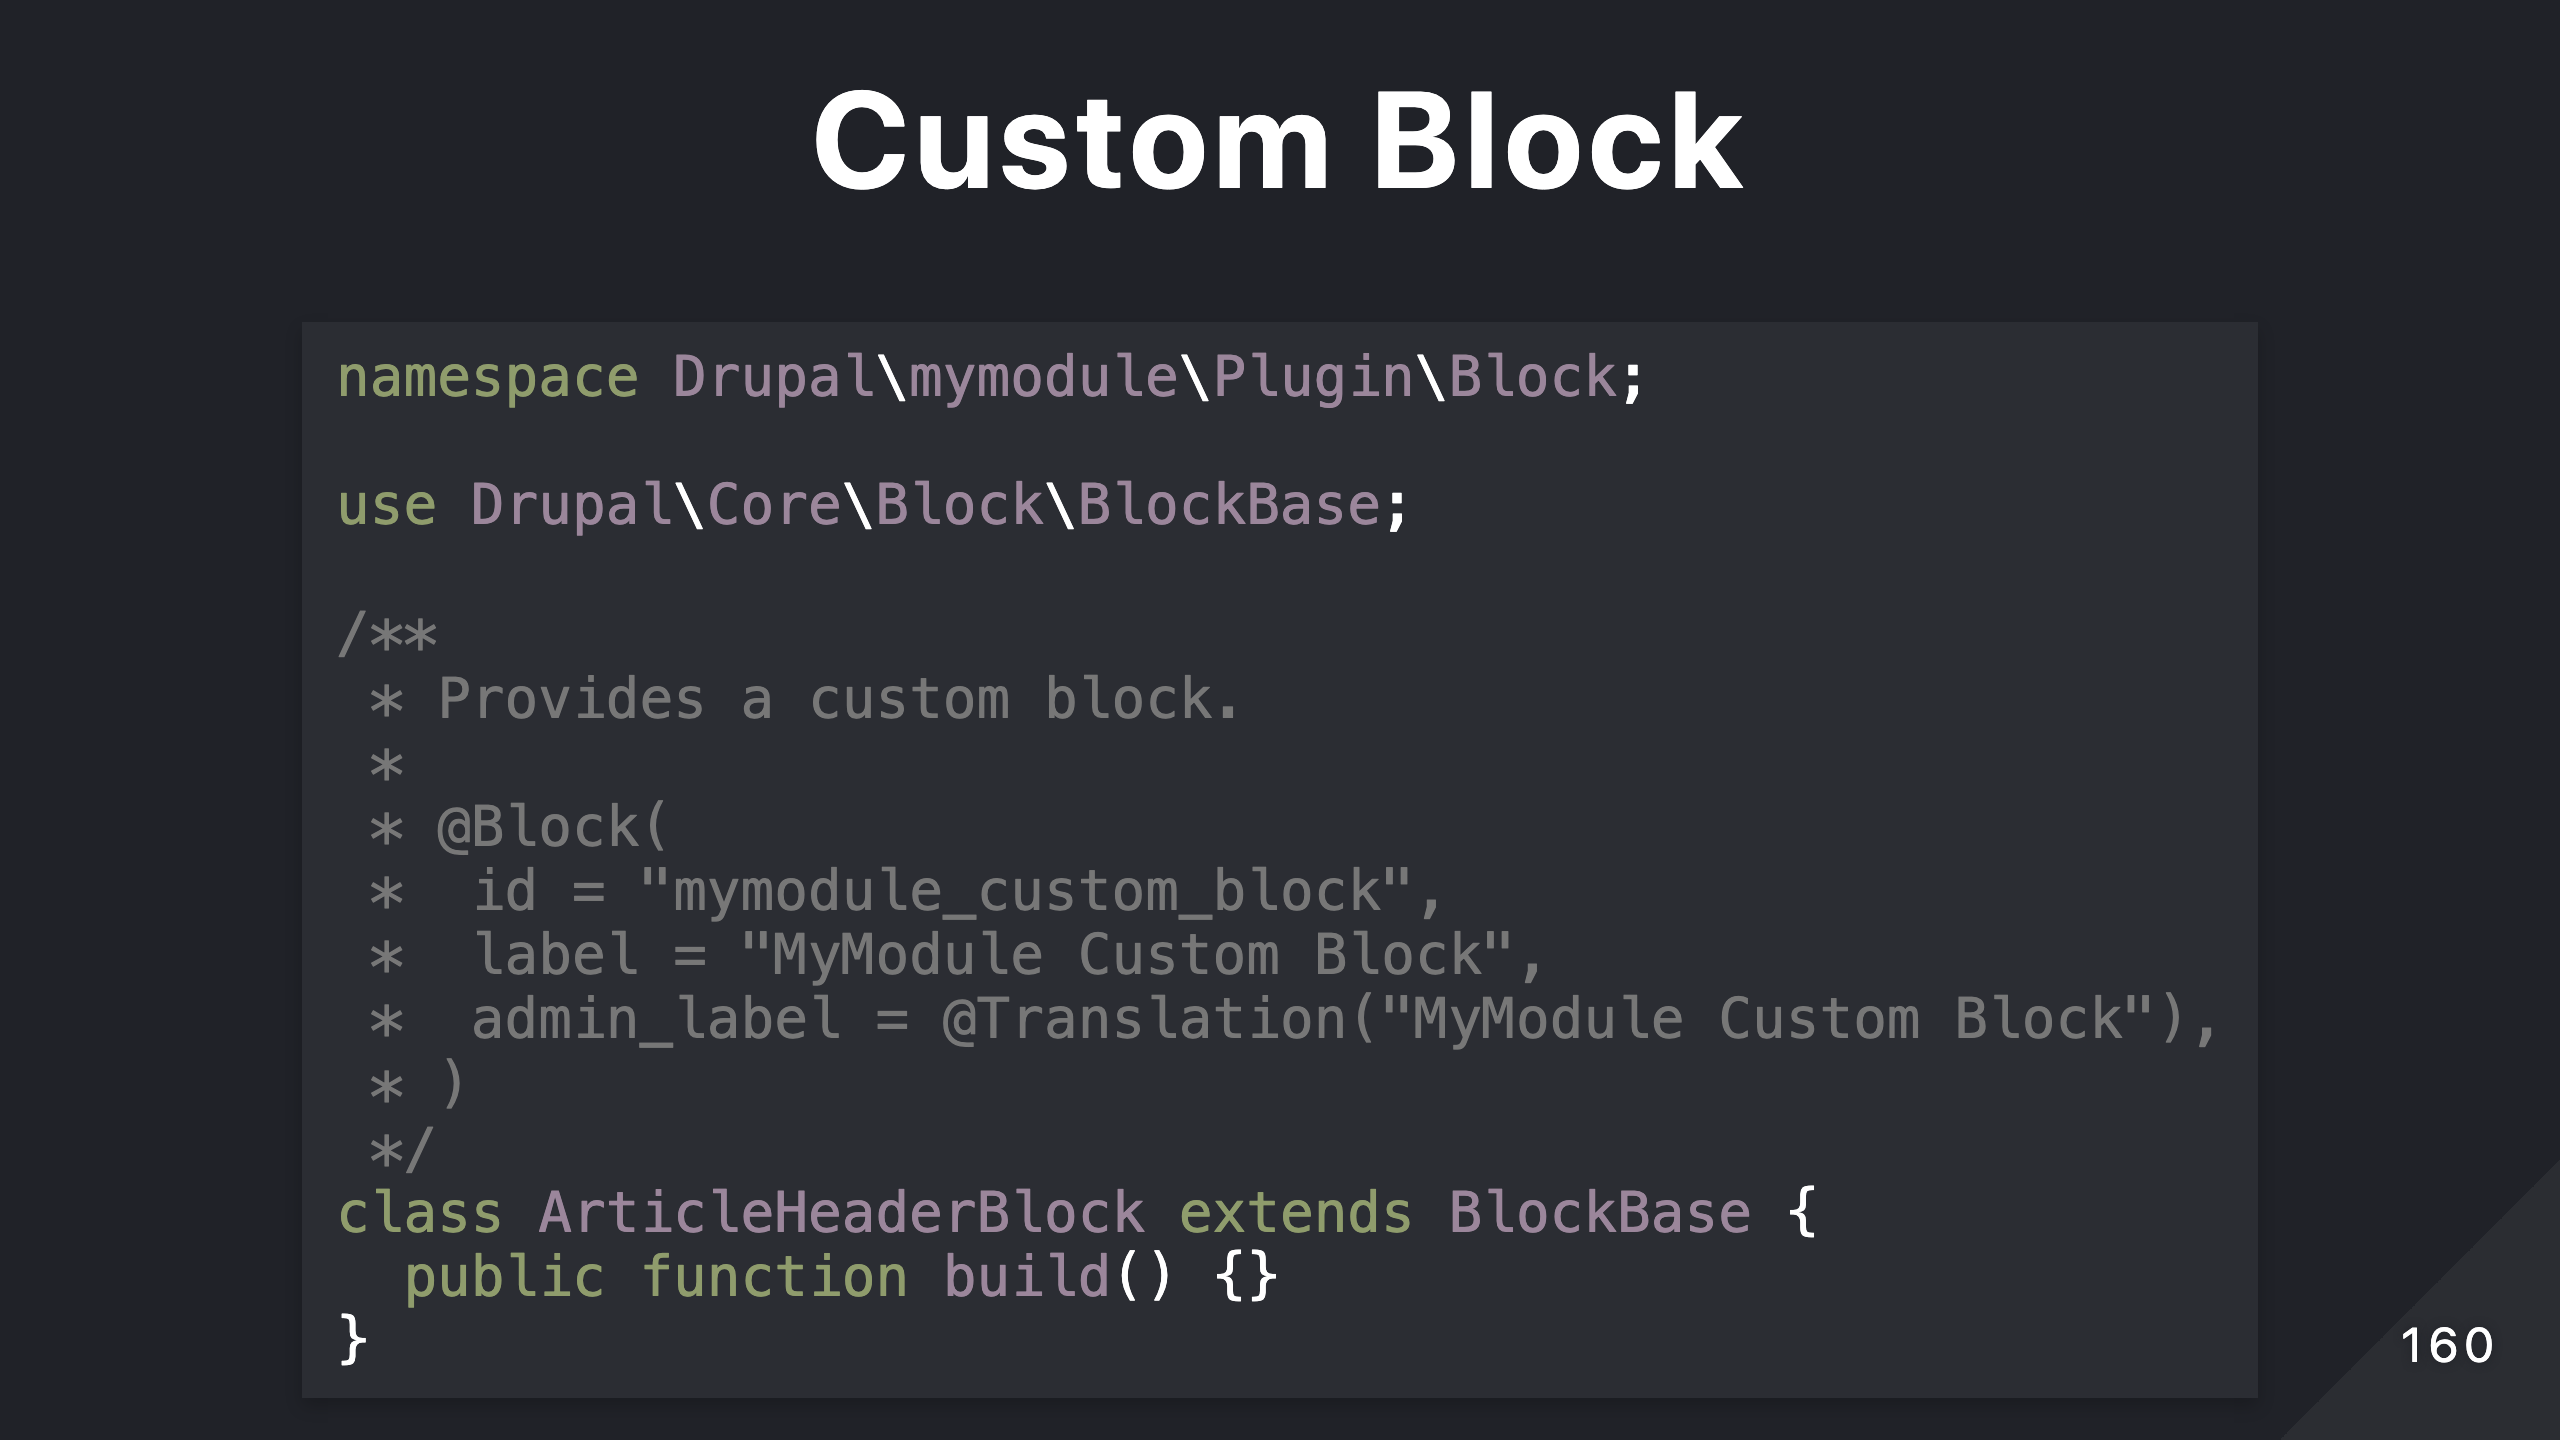 Custom Block
namespace Drupal\mymodule\Plugin\Block;
use Drupal\Core\Block\BlockBase;
/**
 * Provides a custom block.
 *
 * @Block(
 *  id = "mymodule_custom_block",
 *  label = "MyModule Custom Block",
 *  admin_label = @Translation("MyModule Custom Block"),
 * )
 */
class ArticleHeaderBlock extends BlockBase {
  public function build() {}
}
160